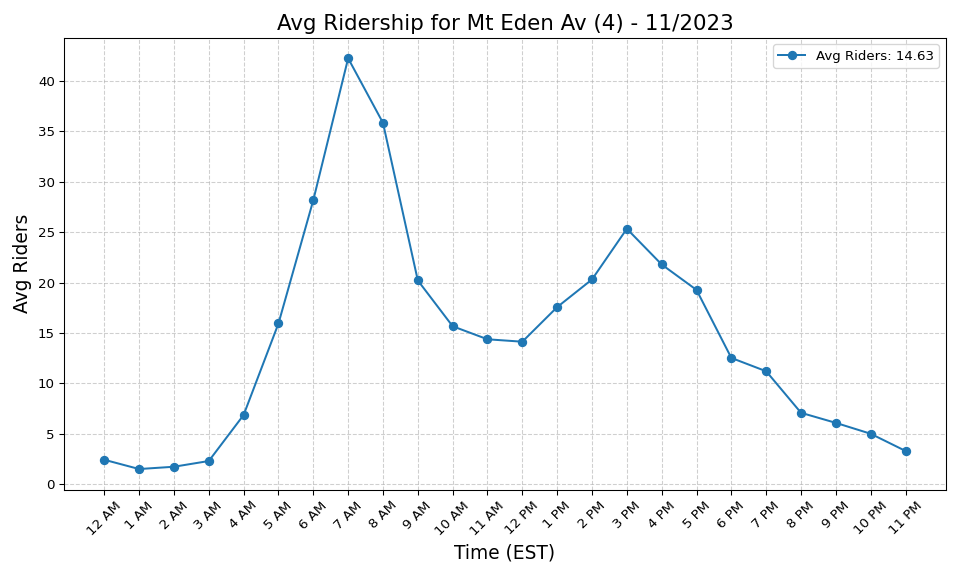 Avg Ridership for Mt Eden Av (4) - 11/2023
Avg Riders: 14.63
Avg Riders
40
35
30
25
20
15
10
5
0
12 AM
1 AM
2 AM
3 AM
4 AM
5 AM
6 AM
7 AM
8 AM
9 AM
10 AM
11 AM
12 PM
1 PM
2 PM
3 PM
4 PM
5 PM
6 PM
7 PM
8 PM
9 PM
10 PM
11 PM
Time (EST)